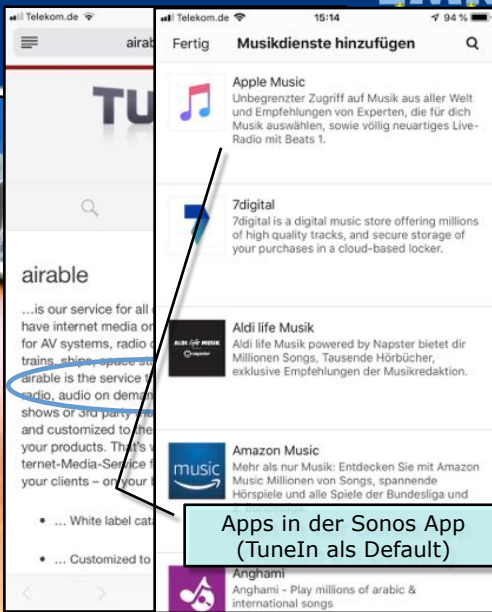 Telekom.de
airab
TU
airable
...is our service for all
have internet media or
for AV systems, radio
trains, ships, space sta
airable is the service t
radio, audio on deman
shows or 3rd party
and customized to the
your products. That's
ternet-Media-Service f
your clients – on your
• ... White label cata
• ... Customized to
Telekom.de
15:14
94 %
Fertig
Musikdienste hinzufügen
Apple Music
Unbegrenzter Zugriff auf Musik aus aller Welt
und Empfehlungen von Experten, die für dich
Musik auswählen, sowie völlig neuartiges Live-
Radio mit Beats 1.
7digital
7digital is a digital music store offering millions
of high quality tracks, and secure storage of
your purchases in a cloud-based locker.
ALDI life MUSIK
napster
Aldi life Musik
Aldi life Musik powered by Napster bietet dir
Millionen Songs, Tausende Hörbücher,
exklusive Empfehlungen der Musikredaktion.
music
Amazon Music
Mehr als nur Musik: Entdecken Sie mit Amazon
Music Millionen von Songs, spannende
Hörspiele und alle Spiele der Bundesliga und
2. Bundesliga.
Apps in der Sonos App
(TuneIn als Default)
Anghami
Anghami - Play millions of arabic &
international songs